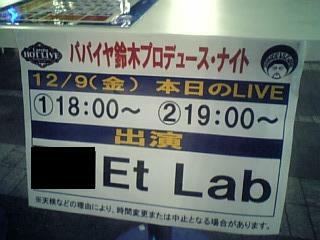 HOT LIVE
パパイヤ鈴木プロデュース・ナイト
12/9(金) 本日のLIVE
①18:00～ ②19:00～
出演
Et Lab
※天候などの理由により、時間変更または中止となる場合があります。